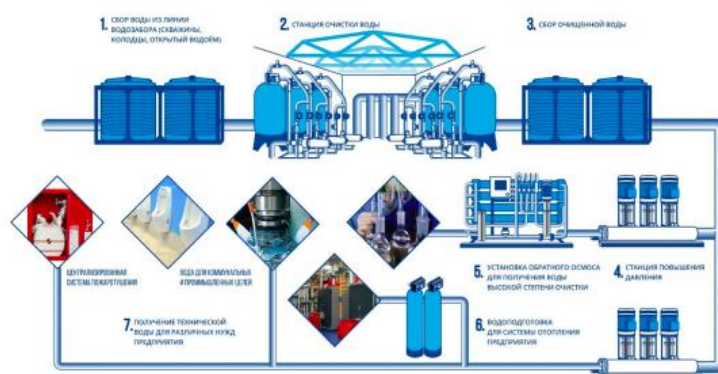 1. СБОР ВОДЫ ИЗ ЛИНИИ
ВОДОЗАБОРА (СКВАЖИНЫ,
КОЛОДЦЫ, ОТКРЫТЫЙ ВОДОЁМ)
2. СТАНЦИЯ ОЧИСТКИ ВОДЫ
3. СБОР ОЧИЩЕННОЙ ВОДЫ
ЦЕНТРАЛИЗИРОВАННАЯ
СИСТЕМА ПОЖАРОТУШЕНИЯ
ВОДА ДЛЯ КОММУНАЛЬНЫХ
И ПРОМЫШЛЕННЫХ ЦЕЛЕЙ
5. УСТАНОВКА ОБРАТНОГО ОСМОСА
ДЛЯ ПОЛУЧЕНИЯ ВОДЫ
ВЫСОКОЙ СТЕПЕНИ ОЧИСТКИ
4. СТАНЦИЯ ПОВЫШЕНИЯ
ДАВЛЕНИЯ
7. ПОЛУЧЕНИЕ ТЕХНИЧЕСКОЙ
ВОДЫ ДЛЯ РАЗЛИЧНЫХ НУЖД
ПРЕДПРИЯТИЯ
6. ВОДОПОДГОТОВКА
ДЛЯ СИСТЕМЫ ОТОПЛЕНИЯ
ПРЕДПРИЯТИЯ